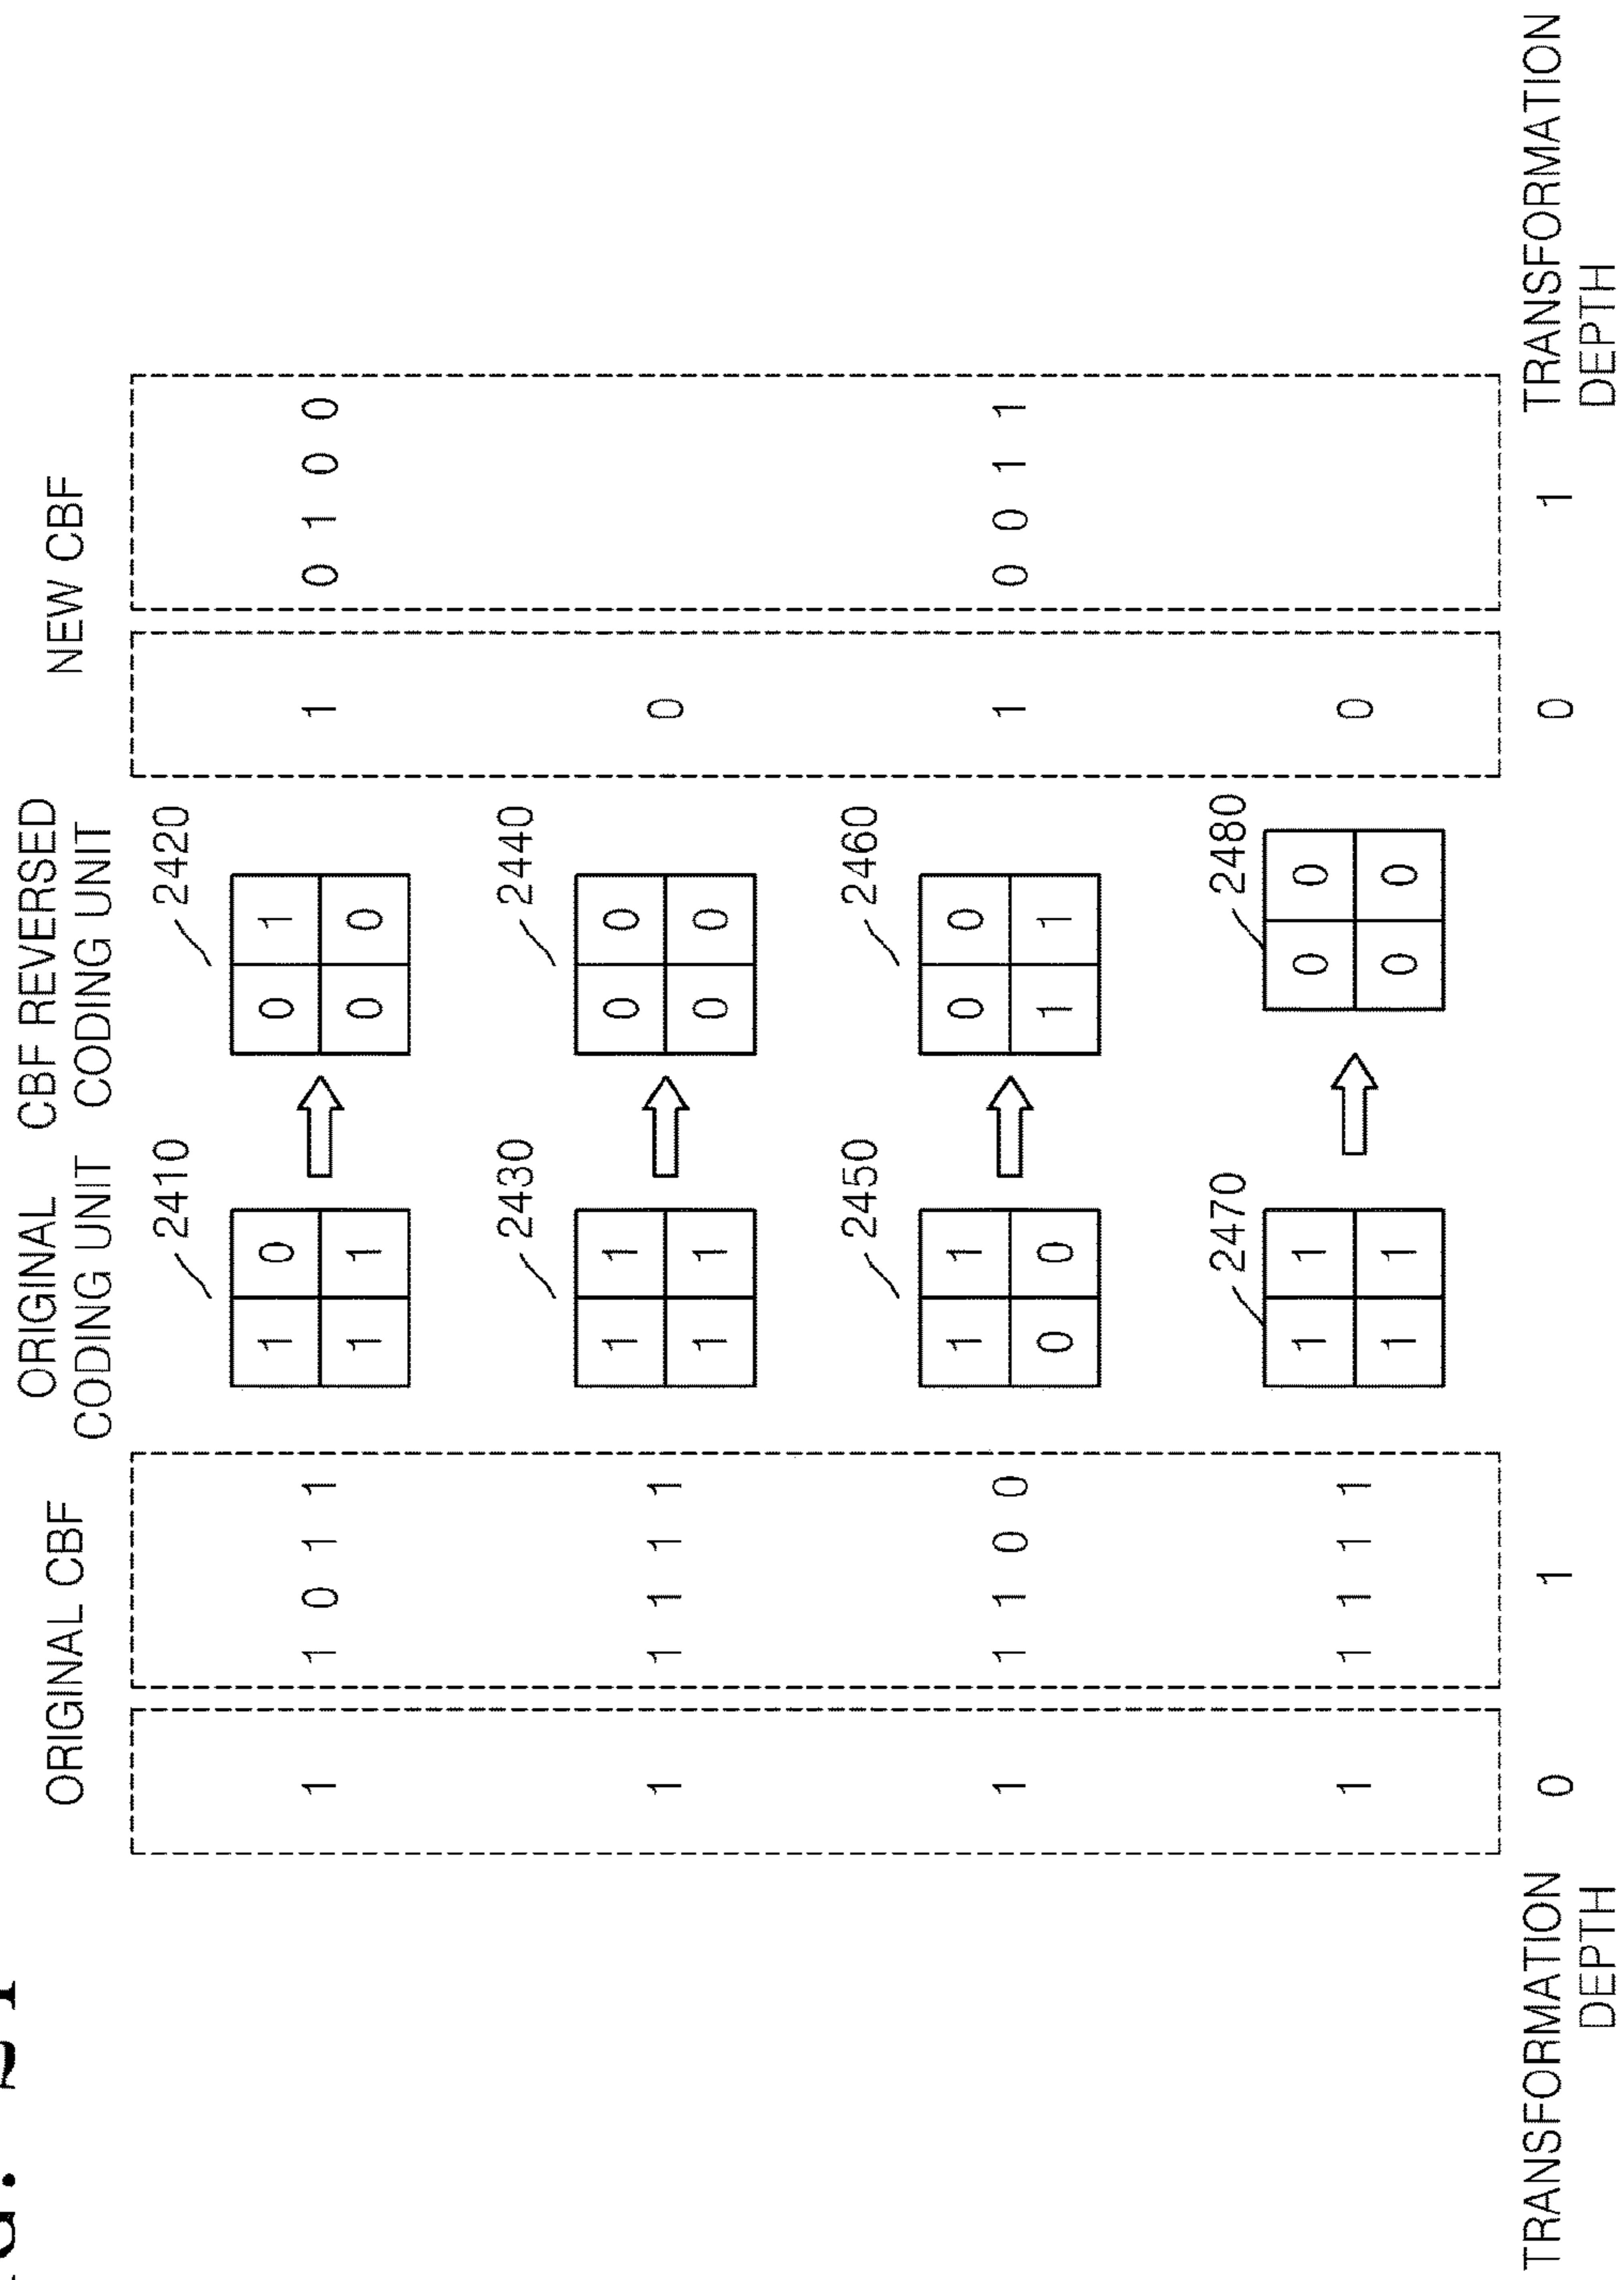 ORIGINAL CBF
ORIGINAL
CODING UNIT
CBF REVERSED
CODING UNIT
NEW CBF
1
1 0 1 1
2410
1 0
1 1
2420
0 1
0 0
1
0 1 0 0
1
1 1 1 1
2430
1 1
1 1
2440
0 0
0 0
0
1
1 1 0 0
2450
1 1
0 0
2460
0 0
1 1
1
0 0 1 1
1
1 1 1 1
2470
1 1
1 1
2480
0 0
0 0
0
TRANSFORMATION
DEPTH
0
1
0
1
TRANSFORMATION
DEPTH